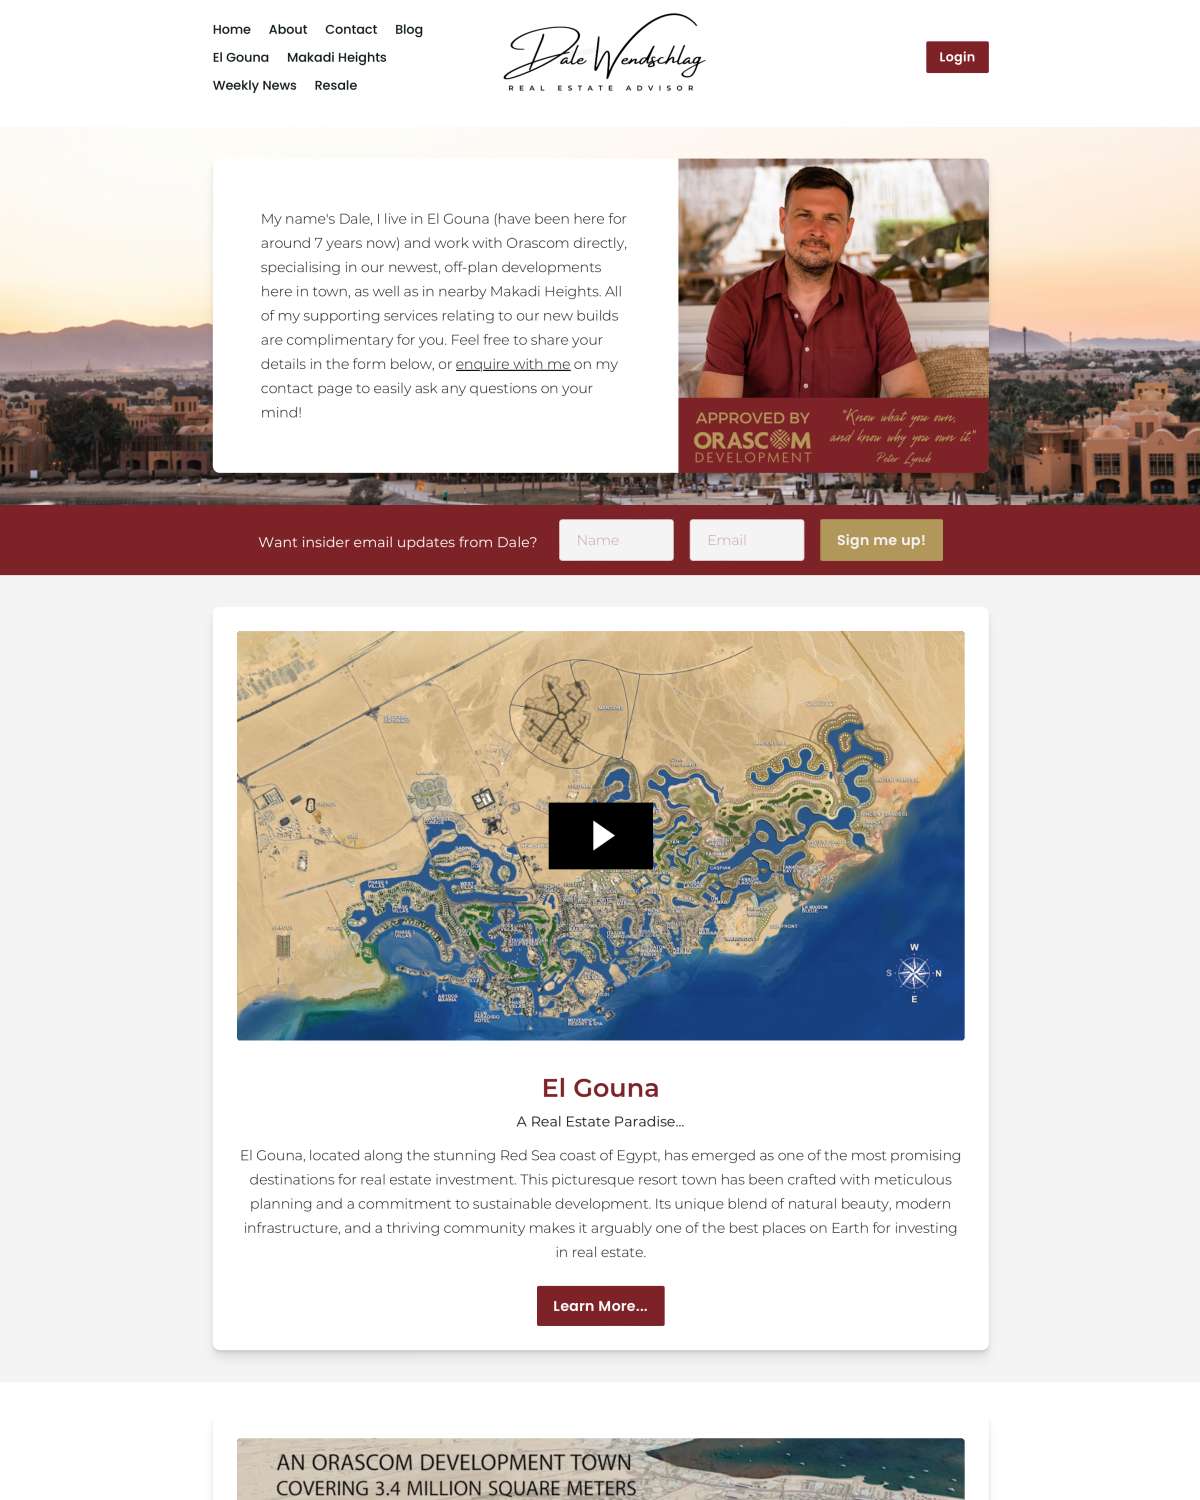 Home About Contact Blog
El Gouna Makadi Heights
Weekly News Resale
Dale Wendschlag
REAL ESTATE ADVISOR
Login
My name's Dale, I live in El Gouna (have been here for
around 7 years now) and work with Orascom directly,
specialising in our newest, off-plan developments
here in town, as well as in nearby Makadi Heights. All
of my supporting services relating to our new builds
are complimentary for you. Feel free to share your
details in the form below, or enquire with me on my
contact page to easily ask any questions on your
mind!
APPROVED BY
ORASCOM
DEVELOPMENT
"Know what you own,
and know why you own it."
Peter Lynch
Want insider email updates from Dale?
Name
Email
Sign me up!
W
S N
E
El Gouna
A Real Estate Paradise...
El Gouna, located along the stunning Red Sea coast of Egypt, has emerged as one of the most promising
destinations for real estate investment. This picturesque resort town has been crafted with meticulous
planning and a commitment to sustainable development. Its unique blend of natural beauty, modern
infrastructure, and a thriving community makes it arguably one of the best places on Earth for investing
in real estate.
Learn More...
AN ORASCOM DEVELOPMENT TOWN
COVERING 3.4 MILLION SQUARE METERS